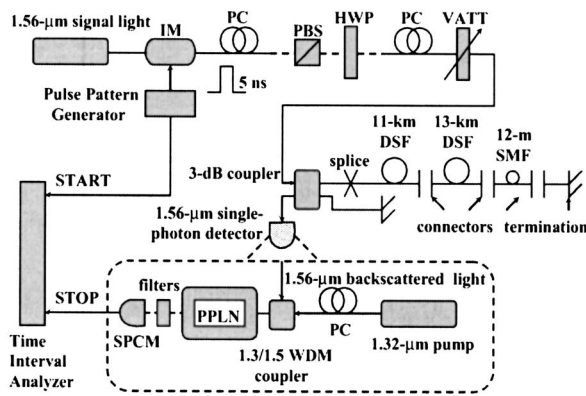 1.56-μm signal light
IM
PC
PBS
HWP
PC
VATT
5 ns
Pulse Pattern
Generator
11-km
DSF
13-km
DSF
12-m
SMF
START
3-dB coupler
splice
1.56-μm single-
photon detector
connectors
termination
1.56-μm backscattered light
STOP
filters
PPLN
SPCM
PC
1.3/1.5 WDM
coupler
1.32-μm pump
Time
Interval
Analyzer